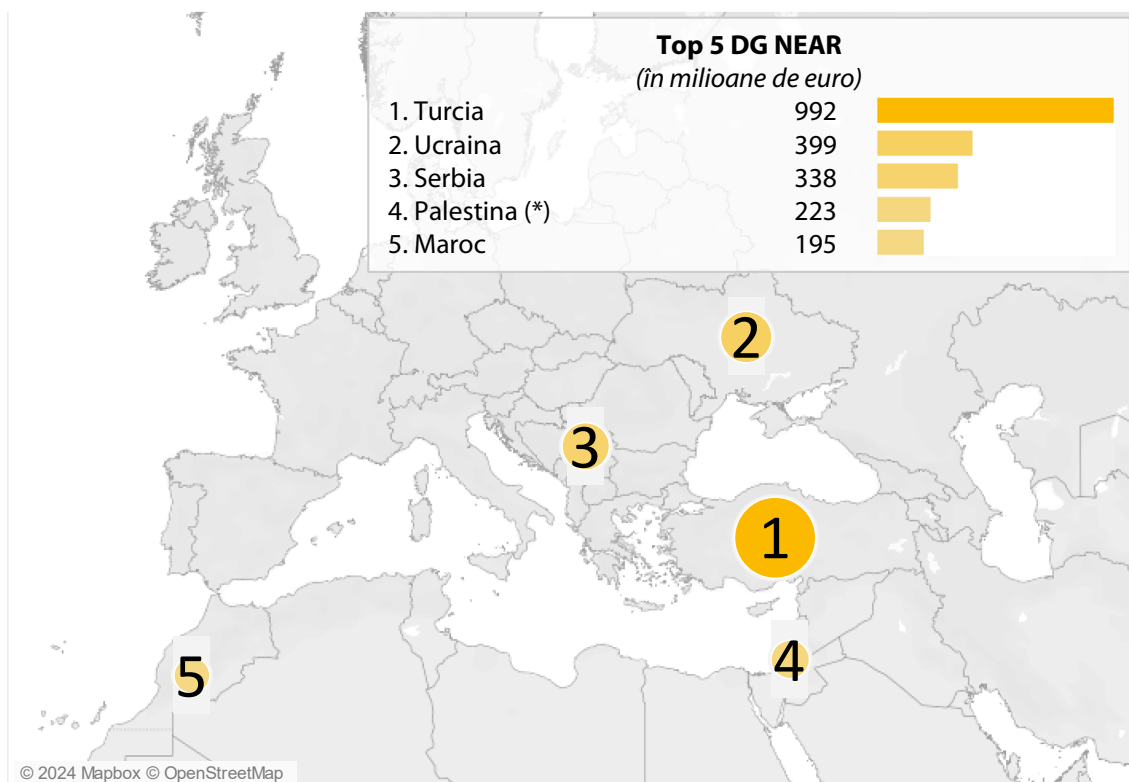 Top 5 DG NEAR
(în milioane de euro)
1. Turcia 992
2. Ucraina 399
3. Serbia 338
4. Palestina (*) 223
5. Maroc 195
2
3
1
4
5
© 2024 Mapbox © OpenStreetMap